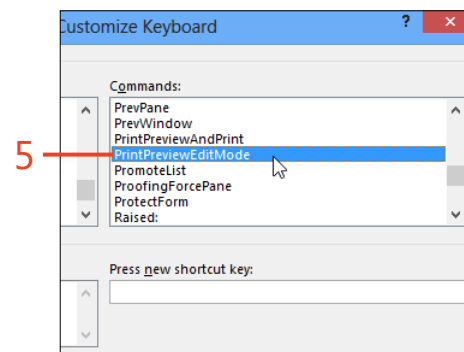 Customize Keyboard
?
Commands:
PrevPane
PrevWindow
PrintPreviewAndPrint
5
PrintPreviewEditMode
PromoteList
ProofingForcePane
ProtectForm
Raised:
Press new shortcut key: